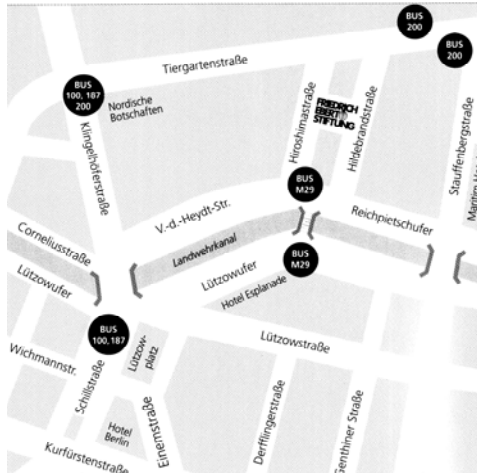 BUS
200
BUS
200
Tiergartenstraße
BUS
100, 187
200
Nordische
Botschaften
FRIEDRICH
EBERT
STIFTUNG
Hiroshimastraße
Hildebrandstraße
Stauffenbergstraße
Klingelhöferstraße
BUS
M29
V.-d.-Heydt-Str.
Reichpietschufer
Corneliusstraße
Landwehrkanal
BUS
M29
Lützowufer
Lützowufer
Hotel Esplanade
BUS
100, 187
Lützowstraße
Lützow-
platz
Wichmannstr.
Schillstraße
Hotel
Berlin
Einemstraße
Derfflingerstraße
Kurfürstenstraße